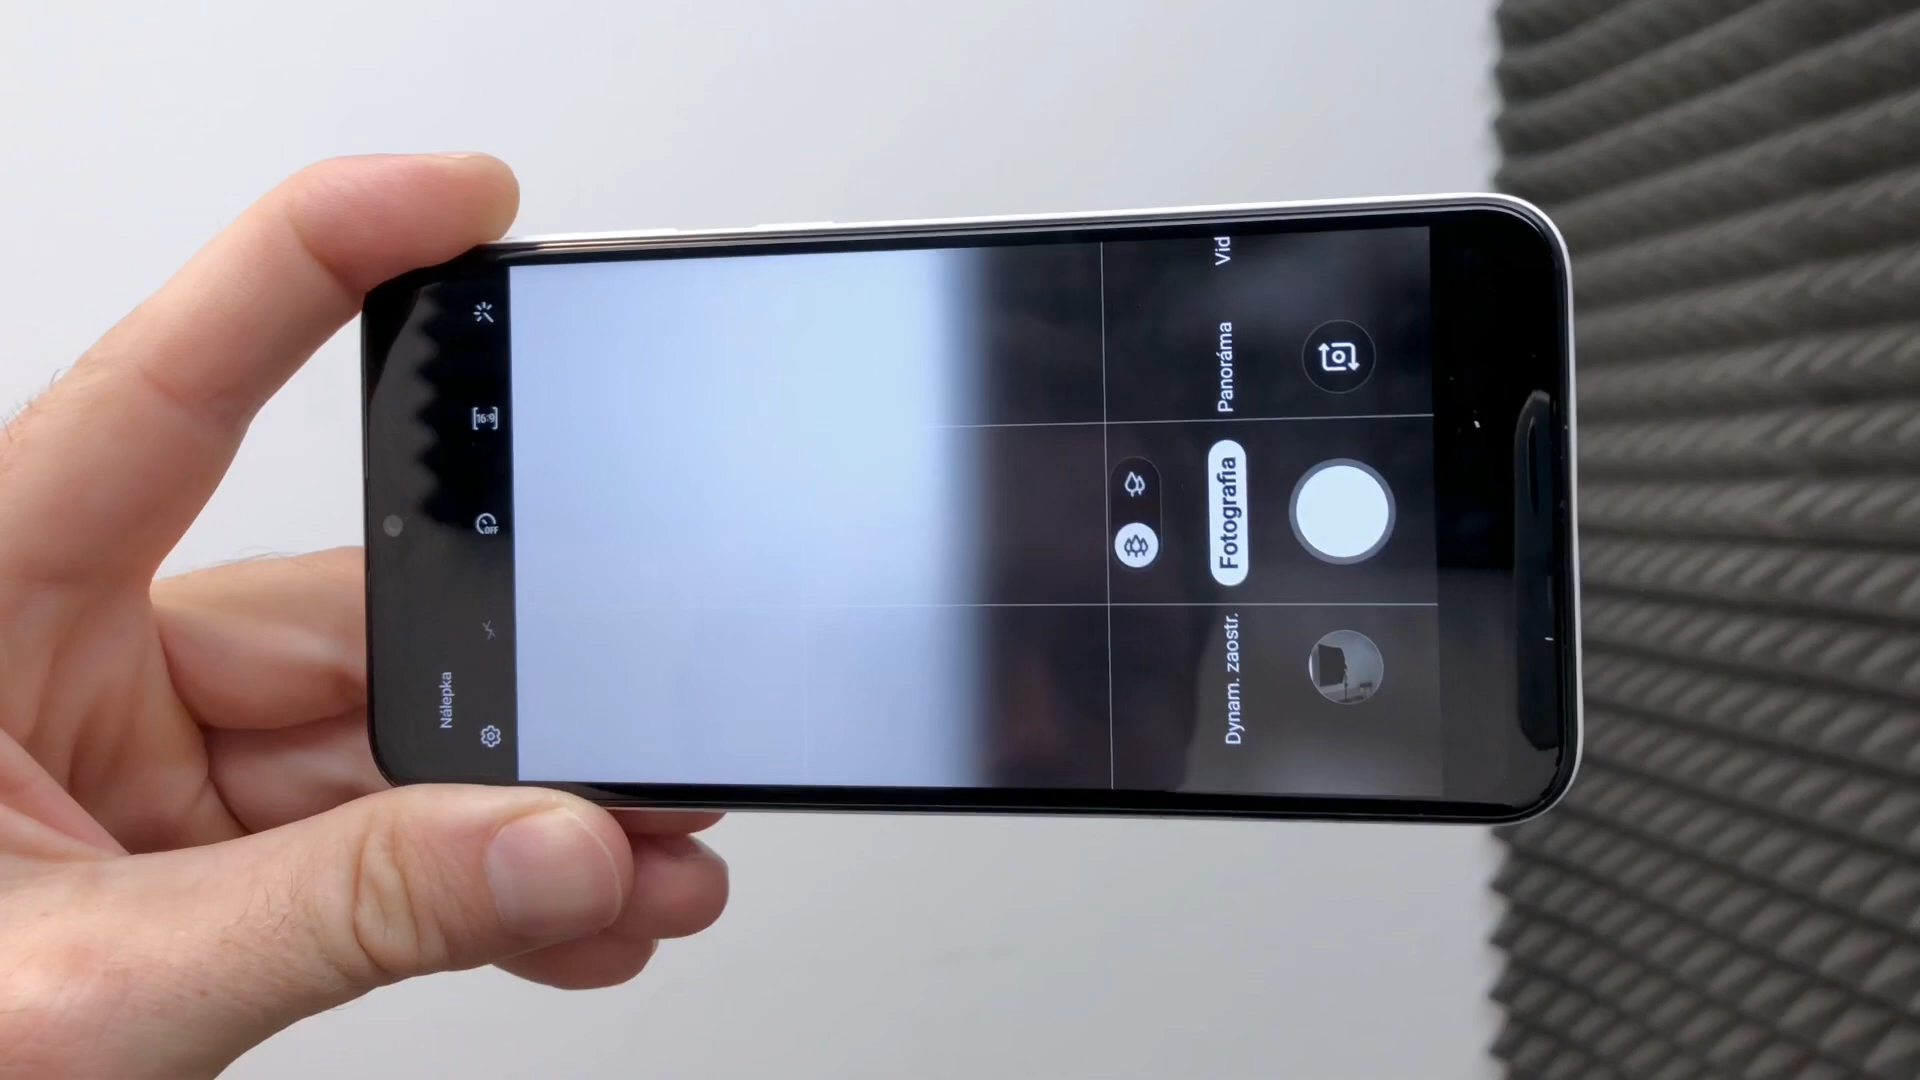 Nálepka
16:9
OFF
Dynam. zaostr.
Fotografia
Panoráma
Vid